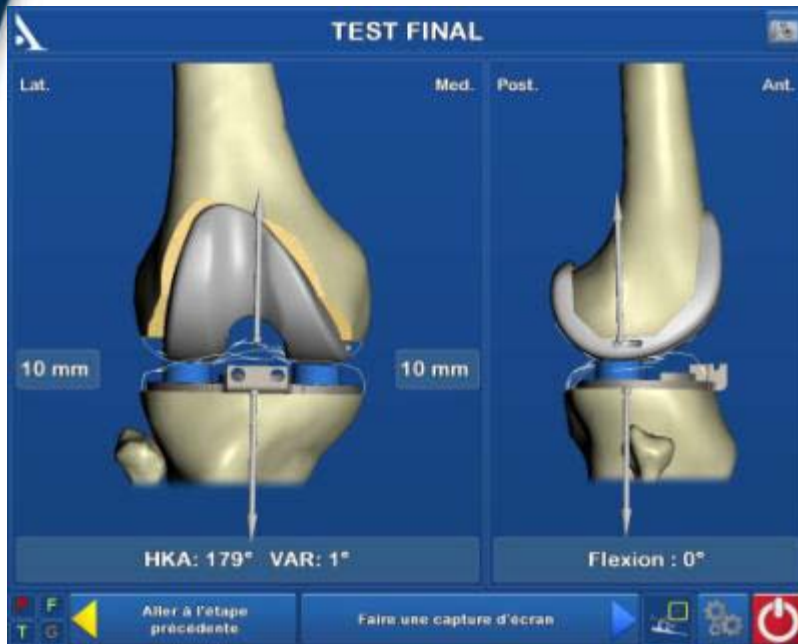 TEST FINAL
Lat.
Med.
Post.
Ant.
10 mm
10 mm
HKA: 179° VAR: 1°
Flexion : 0°
P F
T G
Aller à l'étape
précédente
Faire une capture d'écran